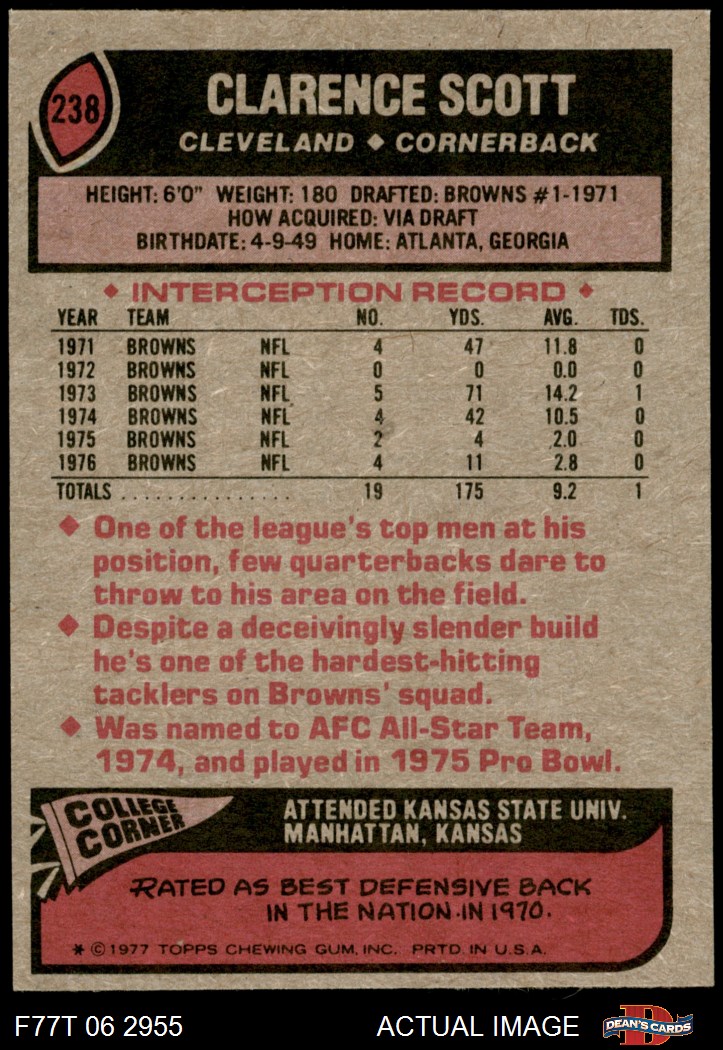 238
CLARENCE SCOTT
CLEVELAND ◆ CORNERBACK
HEIGHT: 6'0" WEIGHT: 180 DRAFTED: BROWNS #1-1971
HOW ACQUIRED: VIA DRAFT
BIRTHDATE: 4-9-49 HOME: ATLANTA, GEORGIA
◆ INTERCEPTION RECORD ◆
YEAR TEAM NO. YDS. AVG. TDS.
1971 BROWNS NFL 4 47 11.8 0
1972 BROWNS NFL 0 0 0.0 0
1973 BROWNS NFL 5 71 14.2 1
1974 BROWNS NFL 4 42 10.5 0
1975 BROWNS NFL 2 4 2.0 0
1976 BROWNS NFL 4 11 2.8 0
TOTALS ................ 19 175 9.2 1
◆ One of the league's top men at his
position, few quarterbacks dare to
throw to his area on the field.
◆ Despite a deceivingly slender build
he's one of the hardest-hitting
tacklers on Browns' squad.
◆ Was named to AFC All-Star Team,
1974, and played in 1975 Pro Bowl.
COLLEGE
CORNER
ATTENDED KANSAS STATE UNIV.
MANHATTAN, KANSAS
RATED AS BEST DEFENSIVE BACK
IN THE NATION IN 1970.
* © 1977 TOPPS CHEWING GUM, INC. PRTD. IN U.S.A.
F77T 06 2955 ACTUAL IMAGE
D
DEAN'S CARDS